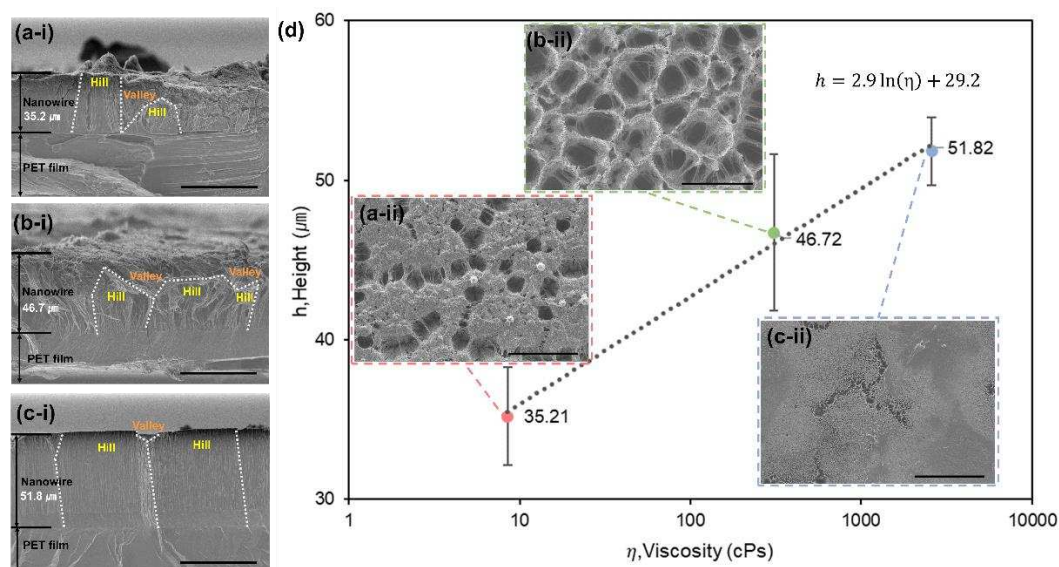 (a-i)
Hill
Valley
Hill
Nanowire
35.2 ㎛
PET film
(b-i)
Valley
Valley
Nanowire
46.7 ㎛
Hill
Hill
Hill
PET film
(c-i)
Valley
Hill
Hill
Nanowire
51.8 ㎛
PET film
(d)
60
50
40
30
h,Height (㎛)
(b-ii)
h = 2.9 ln(η) + 29.2
51.82
(a-ii)
46.72
(c-ii)
35.21
1
10
100
1000
10000
η,Viscosity (cPs)